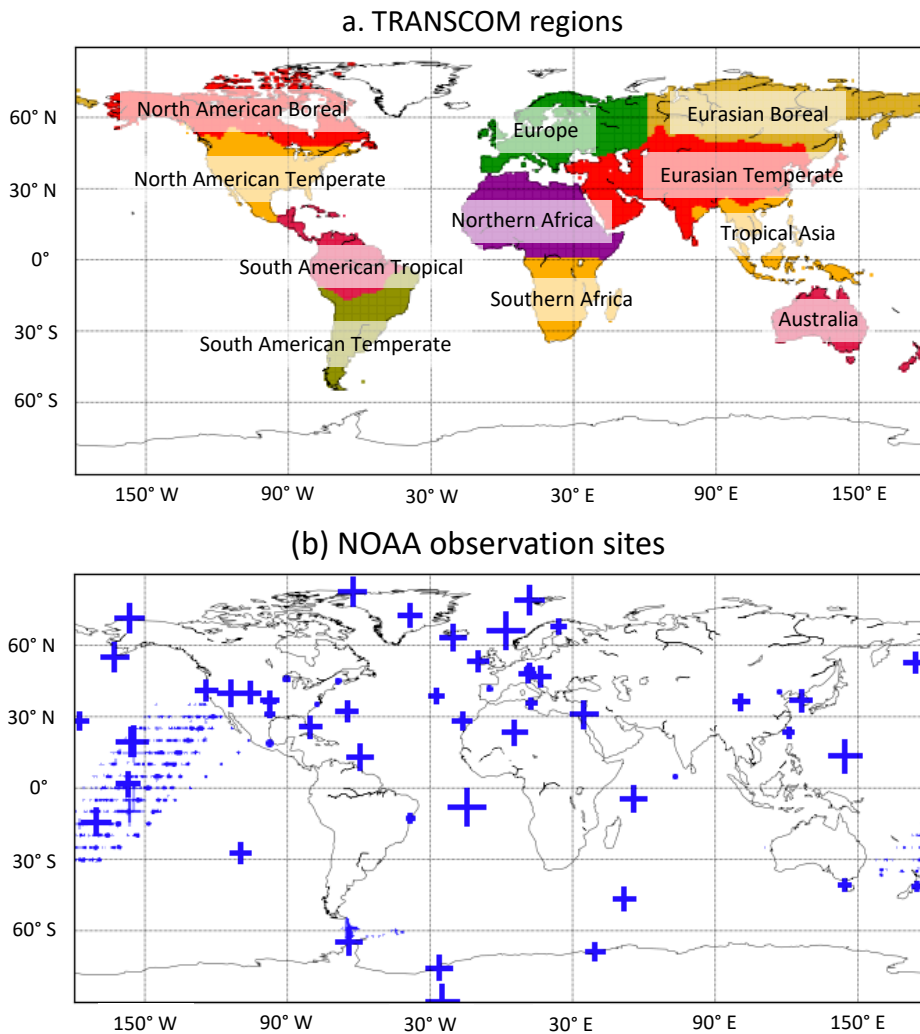 a. TRANSCOM regions
60° N
30° N
0°
30° S
60° S
North American Boreal
Eurasian Boreal
Europe
North American Temperate
Eurasian Temperate
Northern Africa
Tropical Asia
South American Tropical
Southern Africa
Australia
South American Temperate
150° W
90° W
30° W
30° E
90° E
150° E
(b) NOAA observation sites
60° N
30° N
0°
30° S
60° S
150° W
90° W
30° W
30° E
90° E
150° E